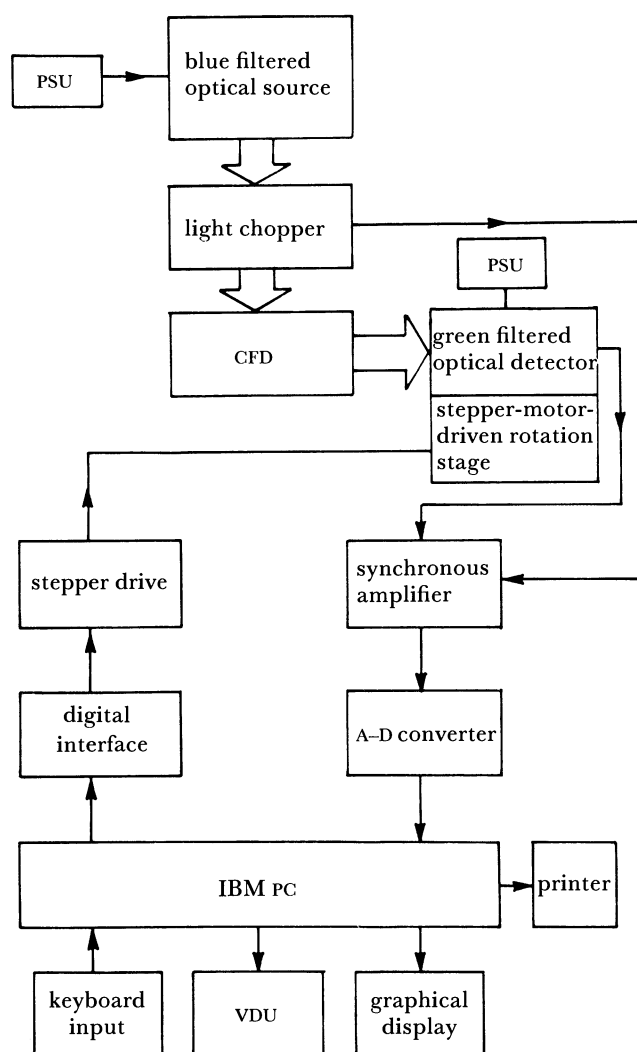 blue filtered
optical source
PSU
light chopper
PSU
CFD
green filtered
optical detector
stepper-motor-
driven rotation
stage
stepper drive
synchronous
amplifier
digital
interface
A–D converter
IBM PC
printer
keyboard
input
VDU
graphical
display